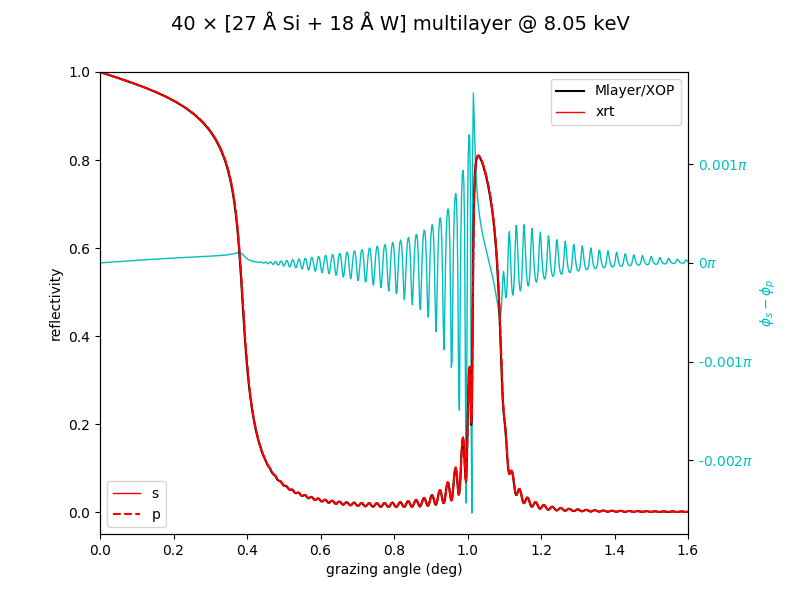 40 × [27 Å Si + 18 Å W] multilayer @ 8.05 keV
1.0
0.8
0.6
0.4
0.2
0.0
reflectivity
Mlayer/XOP
xrt
s
p
0.001π
0π
-0.001π
-0.002π
ϕs − ϕp
0.0 0.2 0.4 0.6 0.8 1.0 1.2 1.4 1.6
grazing angle (deg)